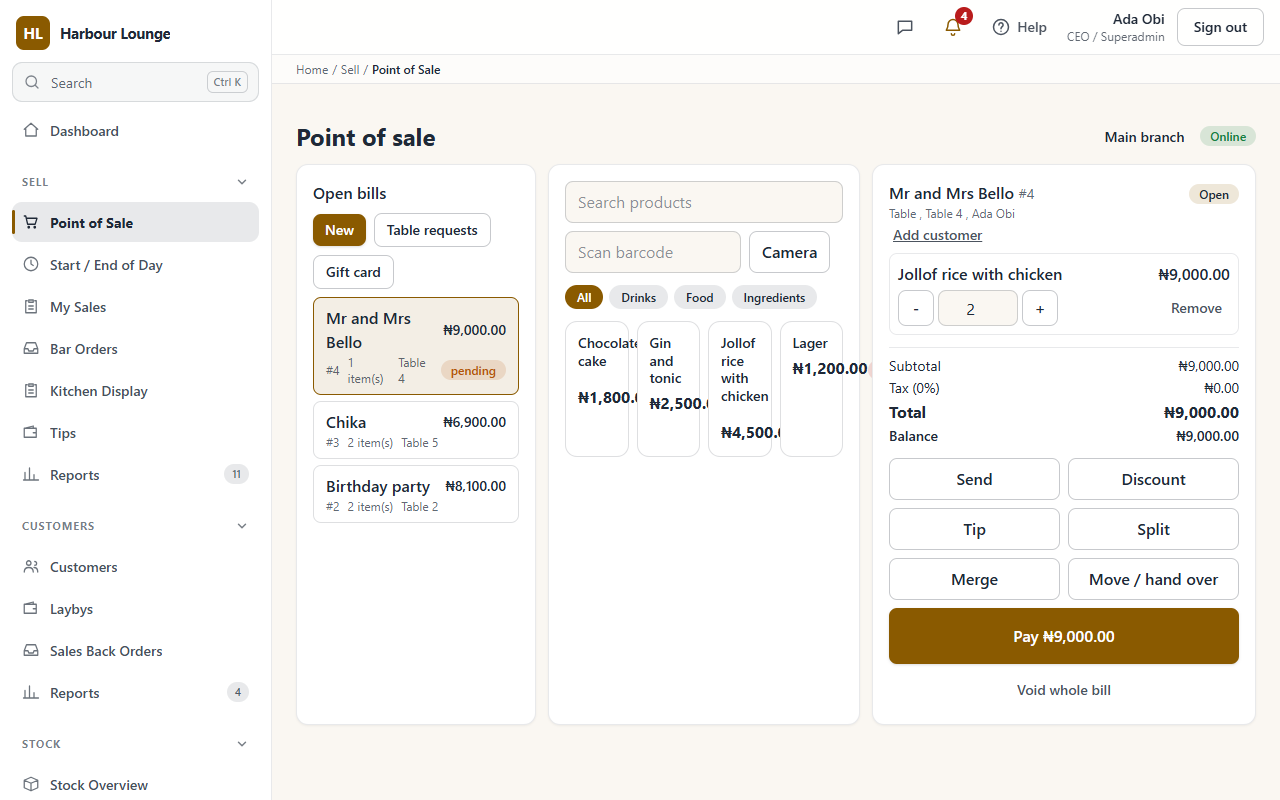 HL Harbour Lounge
Search Ctrl K
Dashboard
SELL
Point of Sale
Start / End of Day
My Sales
Bar Orders
Kitchen Display
Tips
Reports 11
CUSTOMERS
Customers
Laybys
Sales Back Orders
Reports 4
STOCK
Stock Overview
4
Help
Ada Obi
CEO / Superadmin
Sign out
Home / Sell / Point of Sale
Point of sale
Main branch Online
Open bills
New Table requests
Gift card
Mr and Mrs
Bello
₦9,000.00
#4 1 item(s) Table 4 pending
Chika ₦6,900.00
#3 2 item(s) Table 5
Birthday party ₦8,100.00
#2 2 item(s) Table 2
Search products
Scan barcode Camera
All Drinks Food Ingredients
Chocolate
cake
₦1,800.
Gin
and
tonic
₦2,500.
Jollof
rice
with
chicken
₦4,500.
Lager
₦1,200.00
Mr and Mrs Bello #4 Open
Table , Table 4 , Ada Obi
Add customer
Jollof rice with chicken ₦9,000.00
- 2 + Remove
Subtotal ₦9,000.00
Tax (0%) ₦0.00
Total ₦9,000.00
Balance ₦9,000.00
Send Discount
Tip Split
Merge Move / hand over
Pay ₦9,000.00
Void whole bill